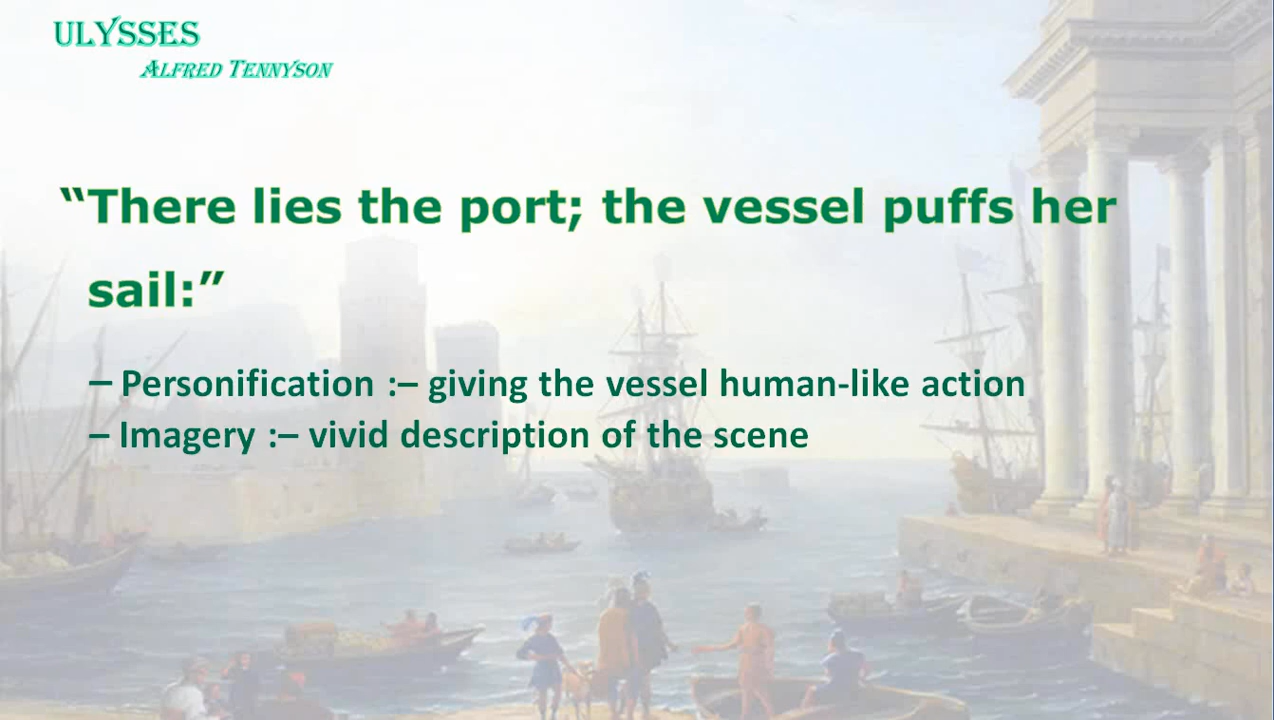 ULYSSES
ALFRED TENNYSON
“There lies the port; the vessel puffs her
sail:”
– Personification :– giving the vessel human-like action
– Imagery :– vivid description of the scene